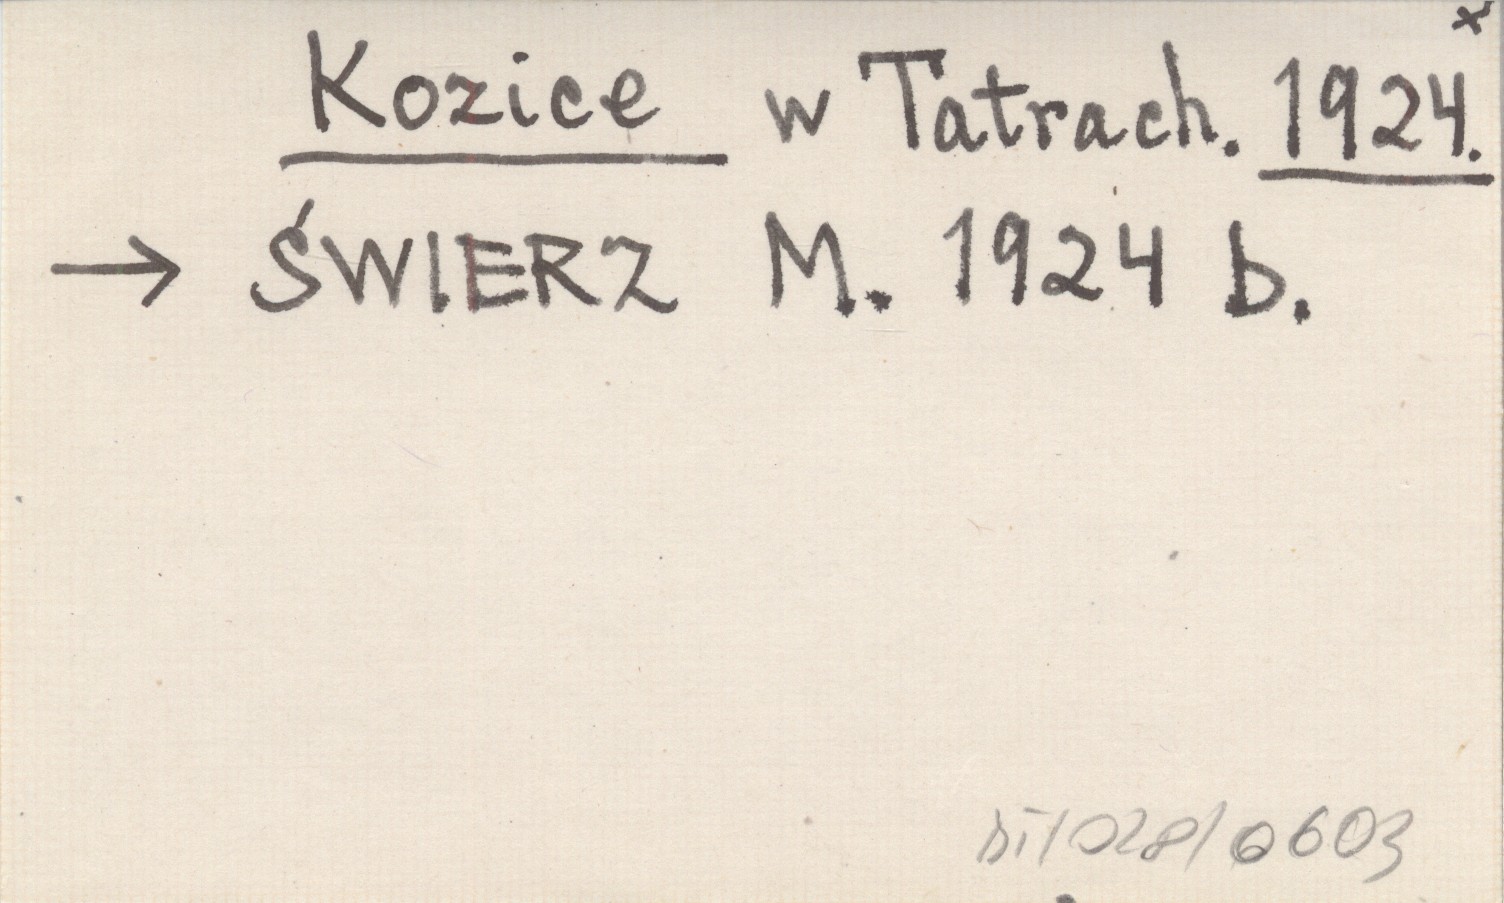 x
Kozice w Tatrach. 1924.
→ ŚWIERZ M. 1924 b.
bi/028/0603